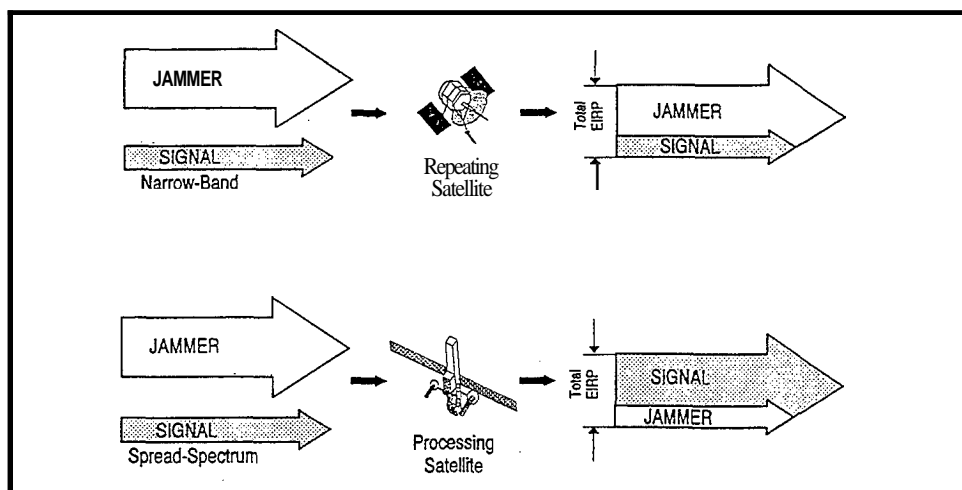 JAMMER
SIGNAL
Narrow-Band
Repeating
Satellite
Total
EIRP
JAMMER
SIGNAL
JAMMER
SIGNAL
Spread-Spectrum
Processing
Satellite
Total
EIRP
SIGNAL
JAMMER